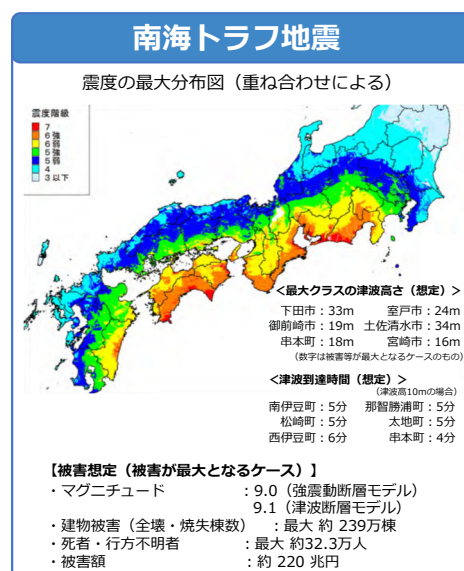 南海トラフ地震
震度の最大分布図（重ね合わせによる）
震度階級
7
6強
6弱
5強
5弱
4
3以下
＜最大クラスの津波高さ（想定）＞
下田市：33m　室戸市：24m
御前崎市：19m　土佐清水市：34m
串本町：18m　宮崎市：16m
（数字は被害等が最大となるケースのもの）
＜津波到達時間（想定）＞
（津波高10mの場合）
南伊豆町：5分　那智勝浦町：5分
松崎町：5分　太地町：5分
西伊豆町：6分　串本町：4分
【被害想定（被害が最大となるケース）】
・マグニチュード　：9.0（強震動断層モデル）
9.1（津波断層モデル）
・建物被害（全壊・焼失棟数）　：最大 約 239万棟
・死者・行方不明者　：最大 約32.3万人
・被害額　：約 220 兆円